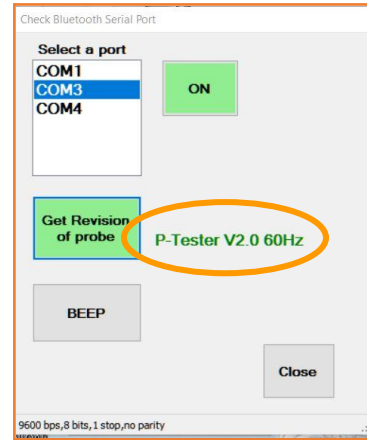 Check Bluetooth Serial Port
Select a port
COM1
COM3
COM4
ON
Get Revision
of probe
P-Tester V2.0 60Hz
BEEP
Close
9600 bps,8 bits,1 stop,no parity